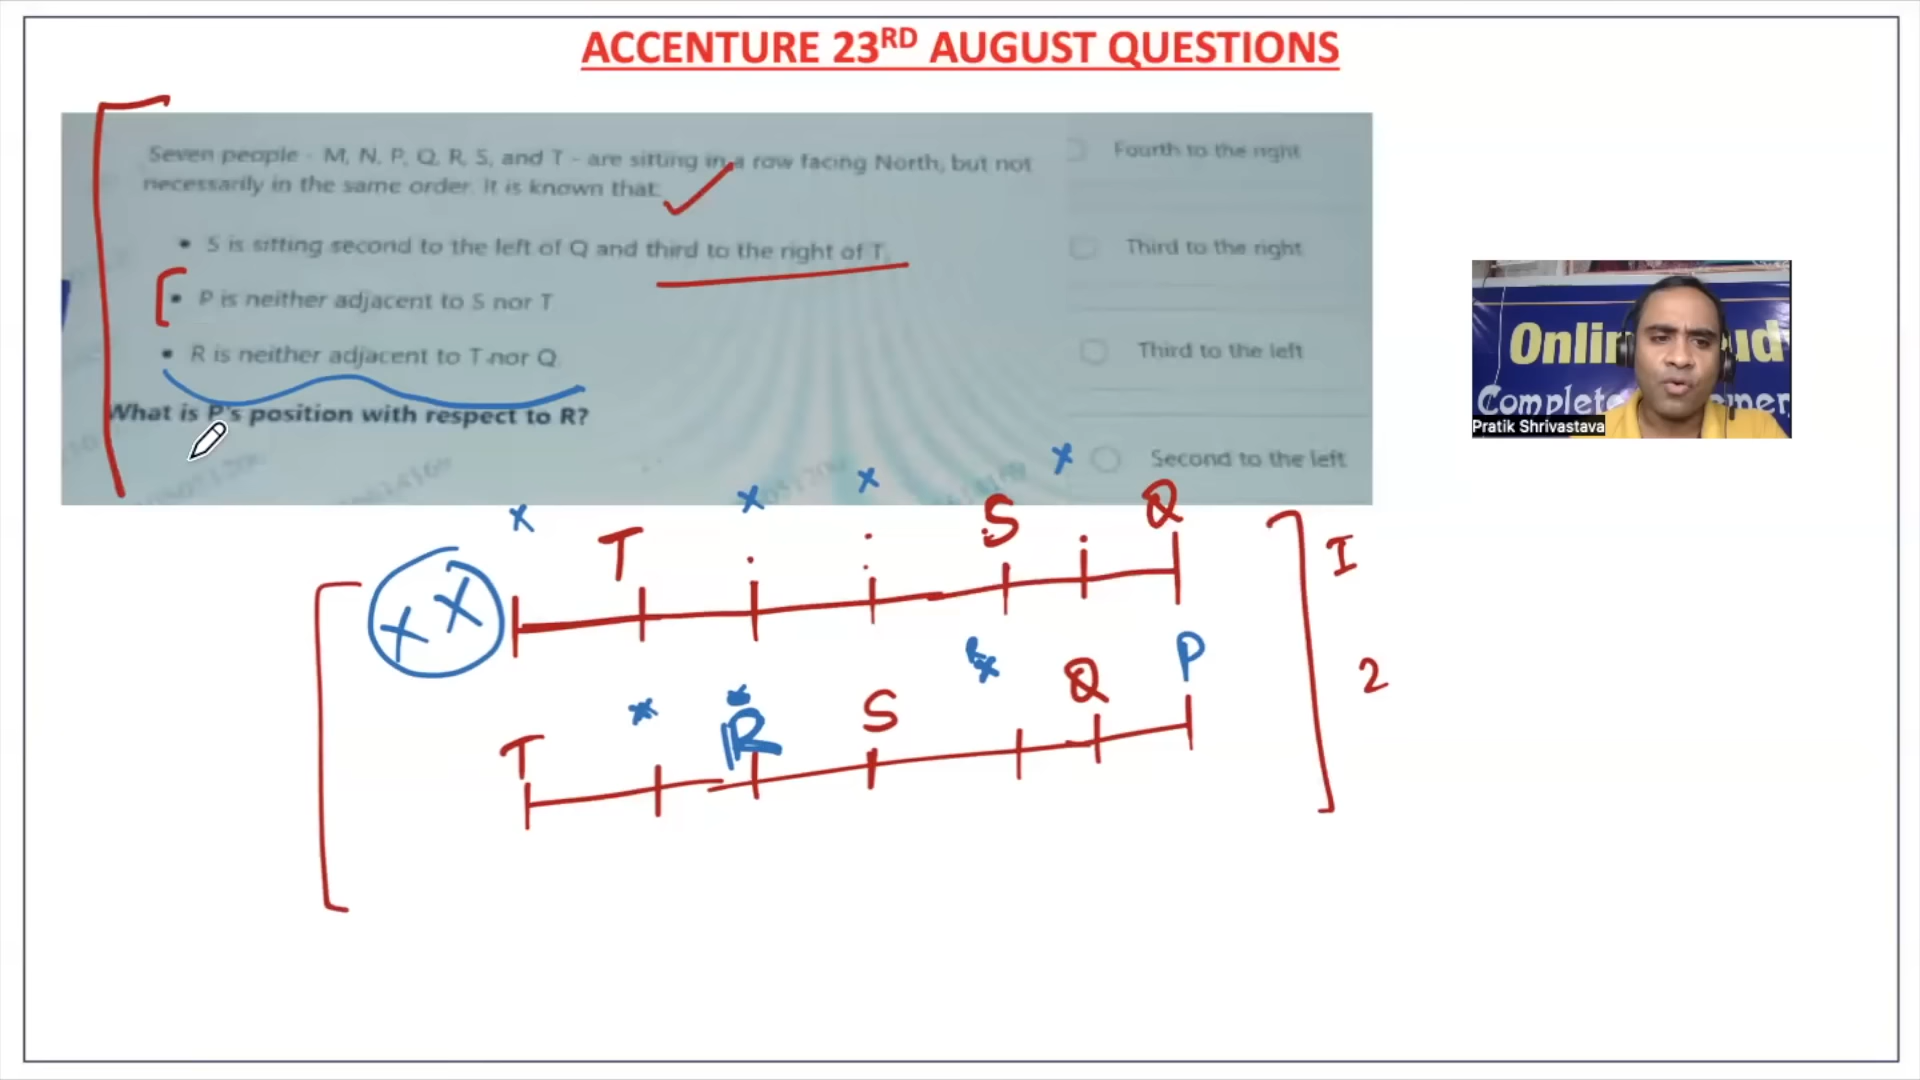 ACCENTURE 23RD AUGUST QUESTIONS
Seven people - M, N, P, Q, R, S, and T - are sitting in a row facing North, but not
necessarily in the same order. It is known that:
• S is sitting second to the left of Q and third to the right of T,
• P is neither adjacent to S nor T
• R is neither adjacent to T nor Q
What is P's position with respect to R?
Fourth to the right
Third to the right
Third to the left
Second to the left
Pratik Shrivastava
x x x x
T S Q
X X
I
T R S Q P
2